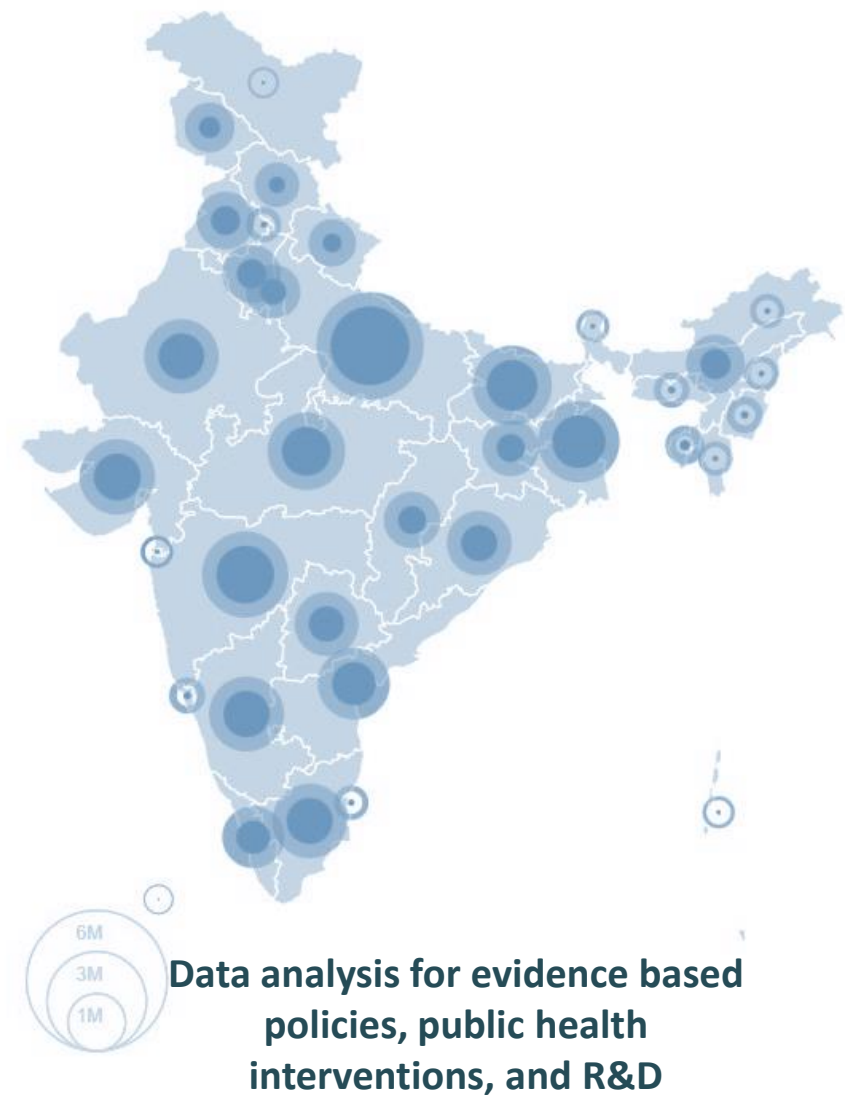 6M
3M
1M
Data analysis for evidence based
policies, public health
interventions, and R&D